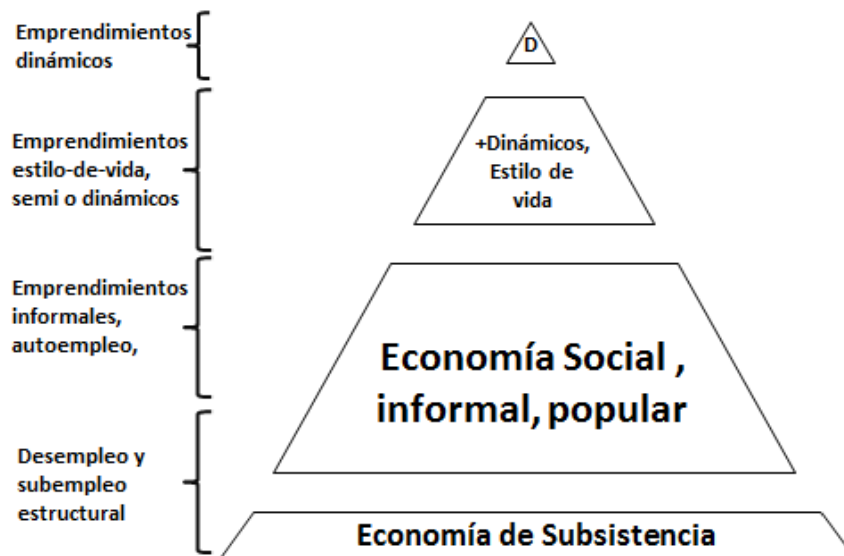 Emprendimientos
dinámicos
D
Emprendimientos
estilo-de-vida,
semi o dinámicos
+Dinámicos,
Estilo de
vida
Emprendimientos
informales,
autoempleo,
Economía Social ,
informal, popular
Desempleo y
subempleo
estructural
Economía de Subsistencia